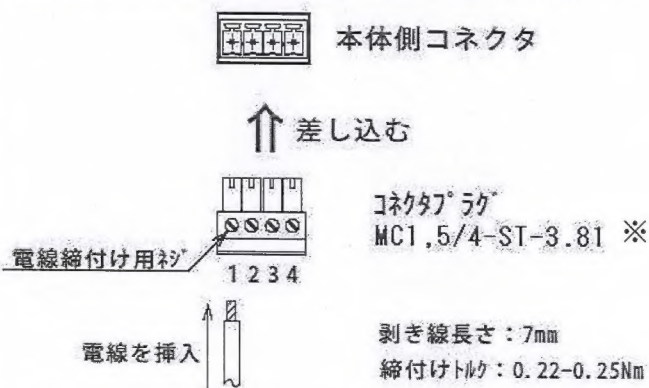 本体側コネクタ
差し込む
コネクタプラグ
MC1,5/4-ST-3.81 ※
電線締付け用ネジ
1 2 3 4
電線を挿入
剥き線長さ：7mm
締付けトルク：0.22-0.25Nm